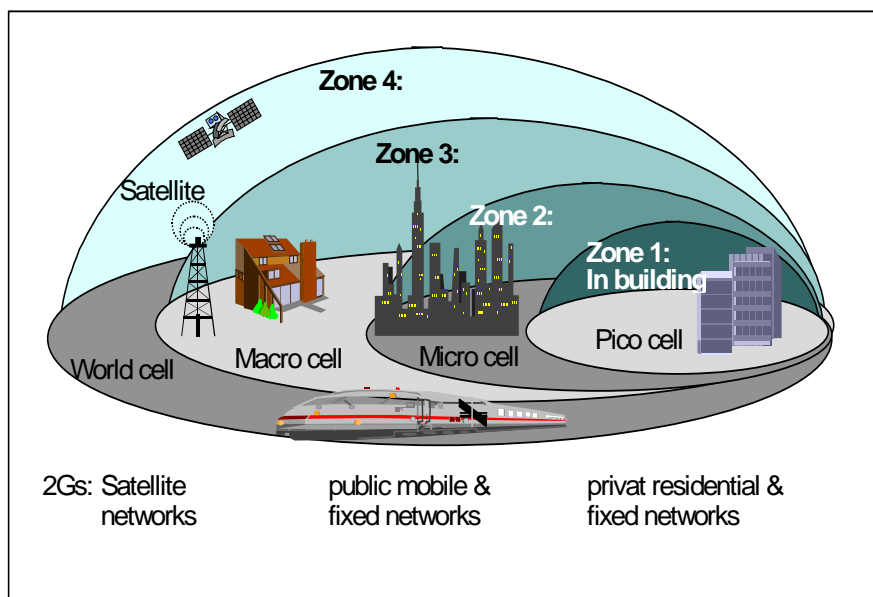 Zone 4:
Zone 3:
Satellite
Zone 2:
Zone 1:
In building
World cell
Macro cell
Micro cell
Pico cell
2Gs: Satellite
networks
public mobile &
fixed networks
privat residential &
fixed networks